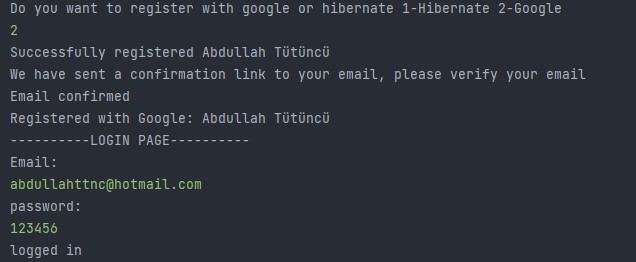 Do you want to register with google or hibernate 1-Hibernate 2-Google
2
Successfully registered Abdullah Tütüncü
We have sent a confirmation link to your email, please verify your email
Email confirmed
Registered with Google: Abdullah Tütüncü
----------LOGIN PAGE----------
Email:
abdullahttnc@hotmail.com
password:
123456
logged in